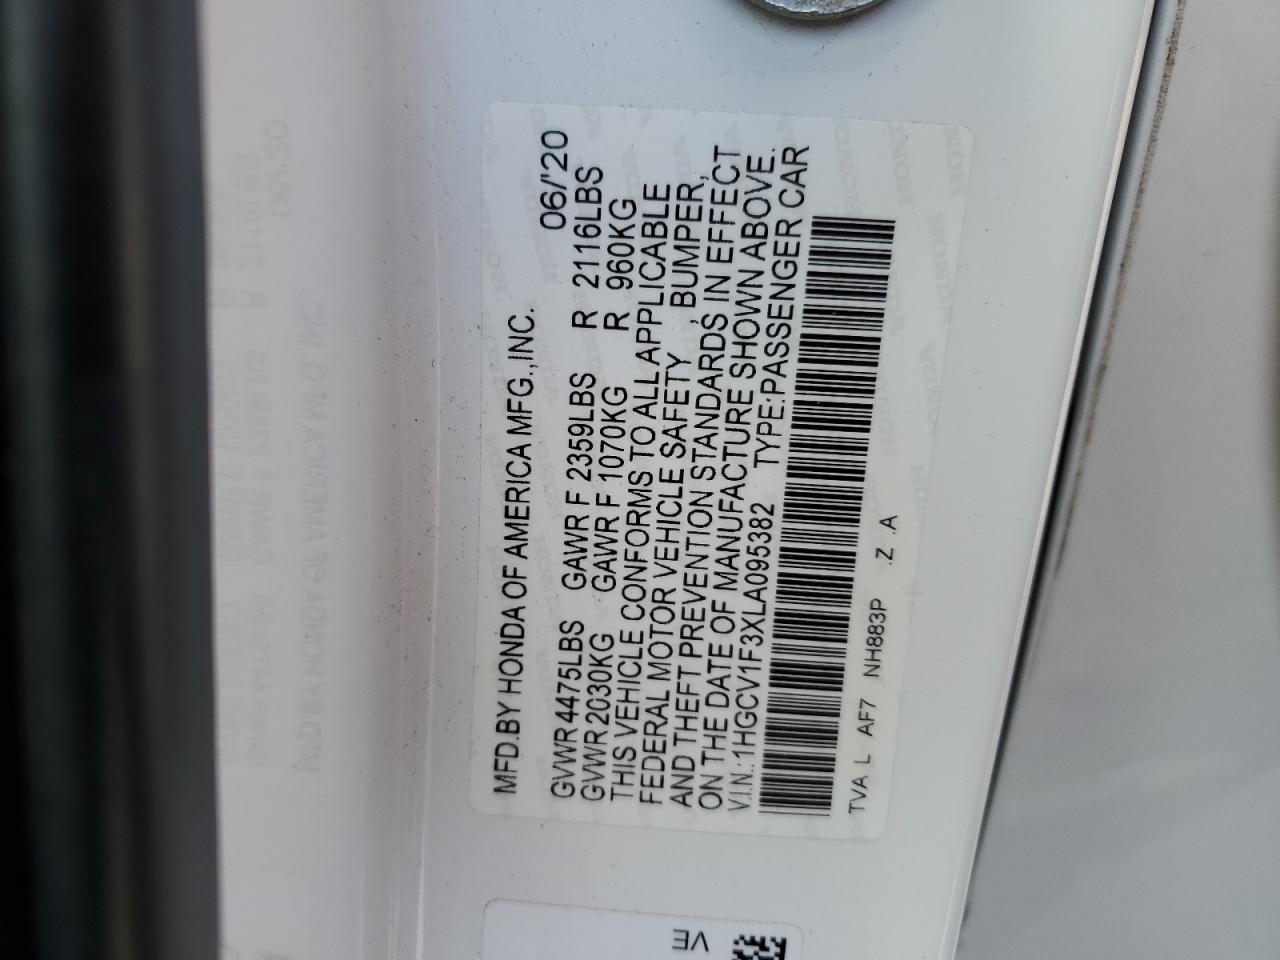 MFD.BY HONDA OF AMERICA MFG.,INC. 06/'20
GVWR 4475LBS GAWR F 2359LBS R 2116LBS
GVWR 2030KG GAWR F 1070KG R 960KG
THIS VEHICLE CONFORMS TO ALL APPLICABLE
FEDERAL MOTOR VEHICLE SAFETY , BUMPER,
AND THEFT PREVENTION STANDARDS IN EFFECT
ON THE DATE OF MANUFACTURE SHOWN ABOVE.
V.I.N.:1HGCV1F3XLA095382 TYPE:PASSENGER CAR
TVA L AF7 NH883P .Z .A
VE